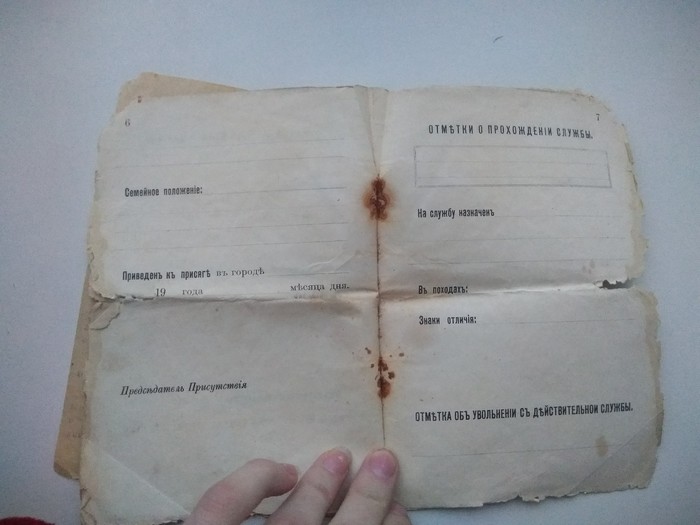 6
Семейное положеніе:
Приведенъ къ присягѣ въ городѣ
19 года мѣсяца дня.
Предсѣдатель Присутствія
7
ОТМѢТКИ О ПРОХОЖДЕНІИ СЛУЖБЫ.
На службу назначен
Въ походахъ:
Знаки отличія:
ОТМѢТКА ОБЪ УВОЛЬНЕНІИ СЪ ДѢЙСТВИТЕЛЬНОЙ СЛУЖБЫ.